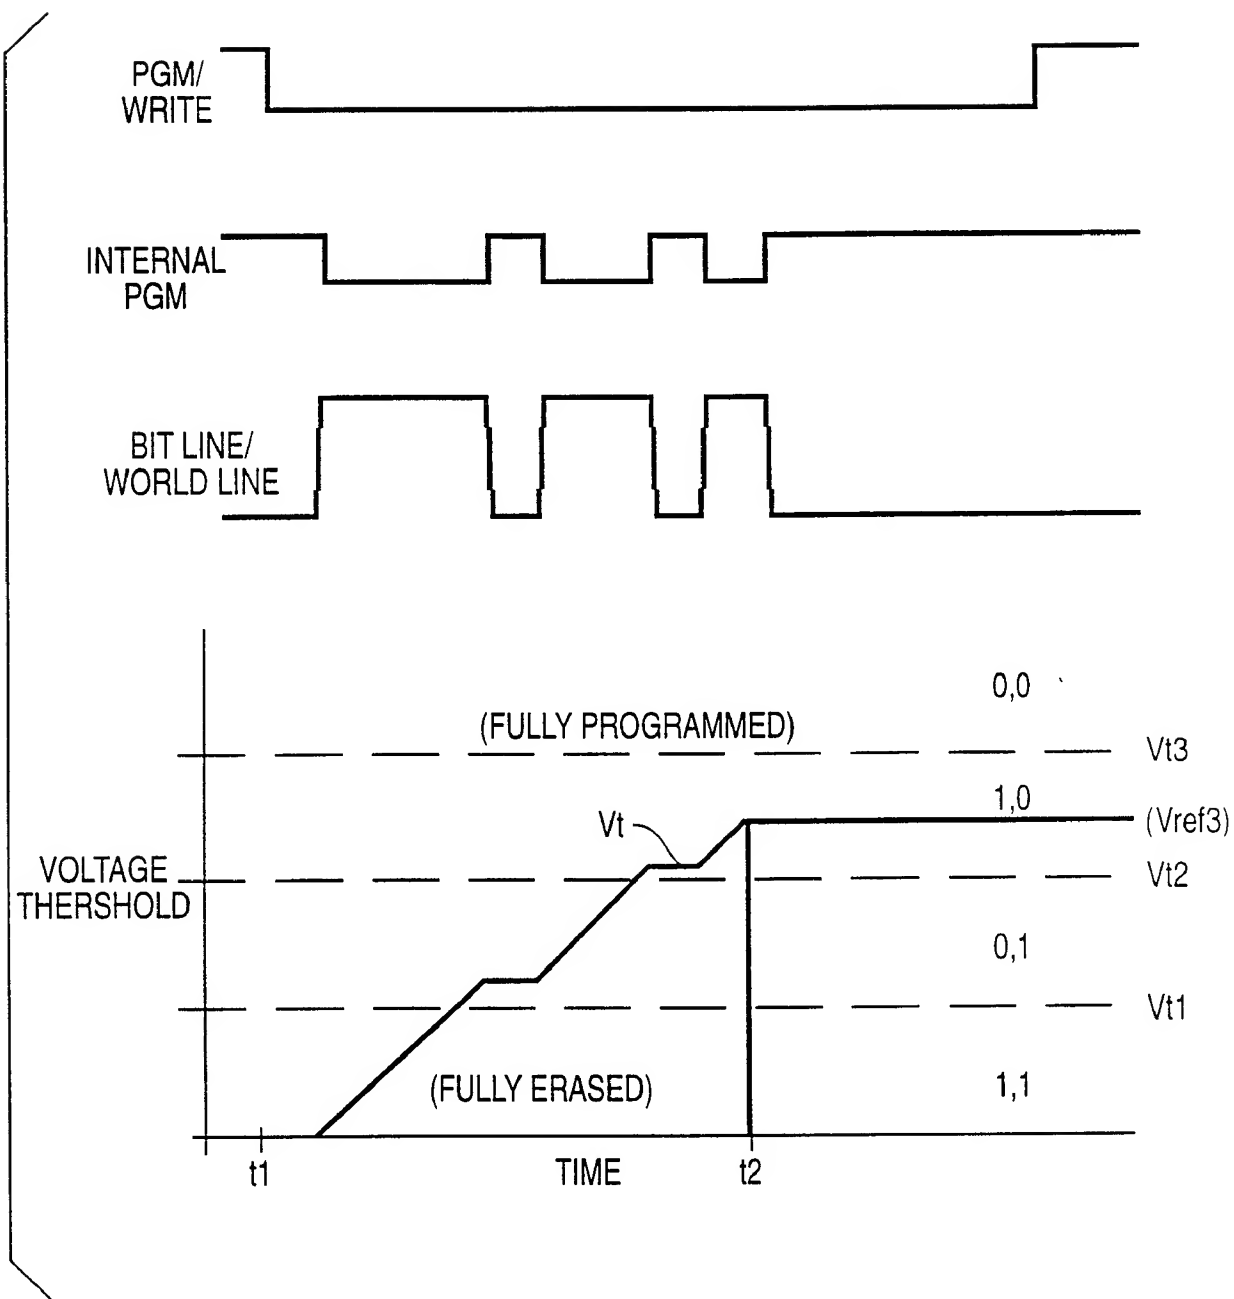 PGM/
WRITE
INTERNAL
PGM
BIT LINE/
WORLD LINE
0,0
(FULLY PROGRAMMED)
Vt3
1,0
Vt
(Vref3)
VOLTAGE
THERSHOLD
Vt2
0,1
Vt1
(FULLY ERASED)
1,1
t1
TIME
t2